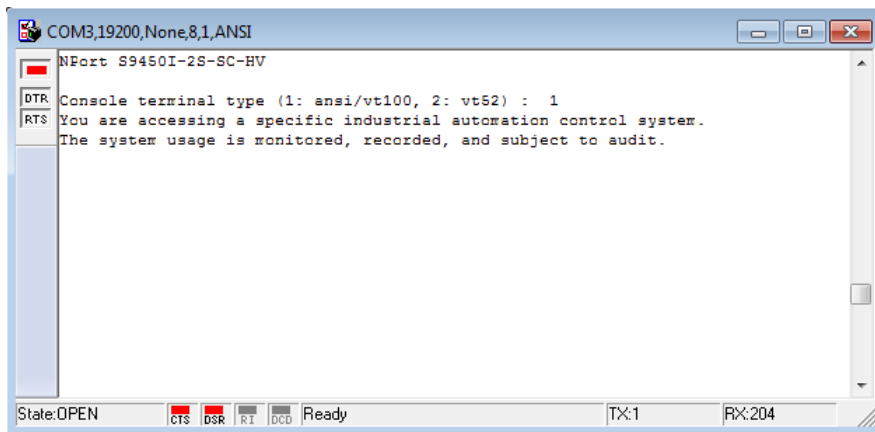 COM3,19200,None,8,1,ANSI
NPort S9450I-2S-SC-HV
DTR
Console terminal type (1: ansi/vt100, 2: vt52) :  1
RTS
You are accessing a specific industrial automation control system.
The system usage is monitored, recorded, and subject to audit.
State:OPEN CTS DSR RI DCD Ready TX:1 RX:204